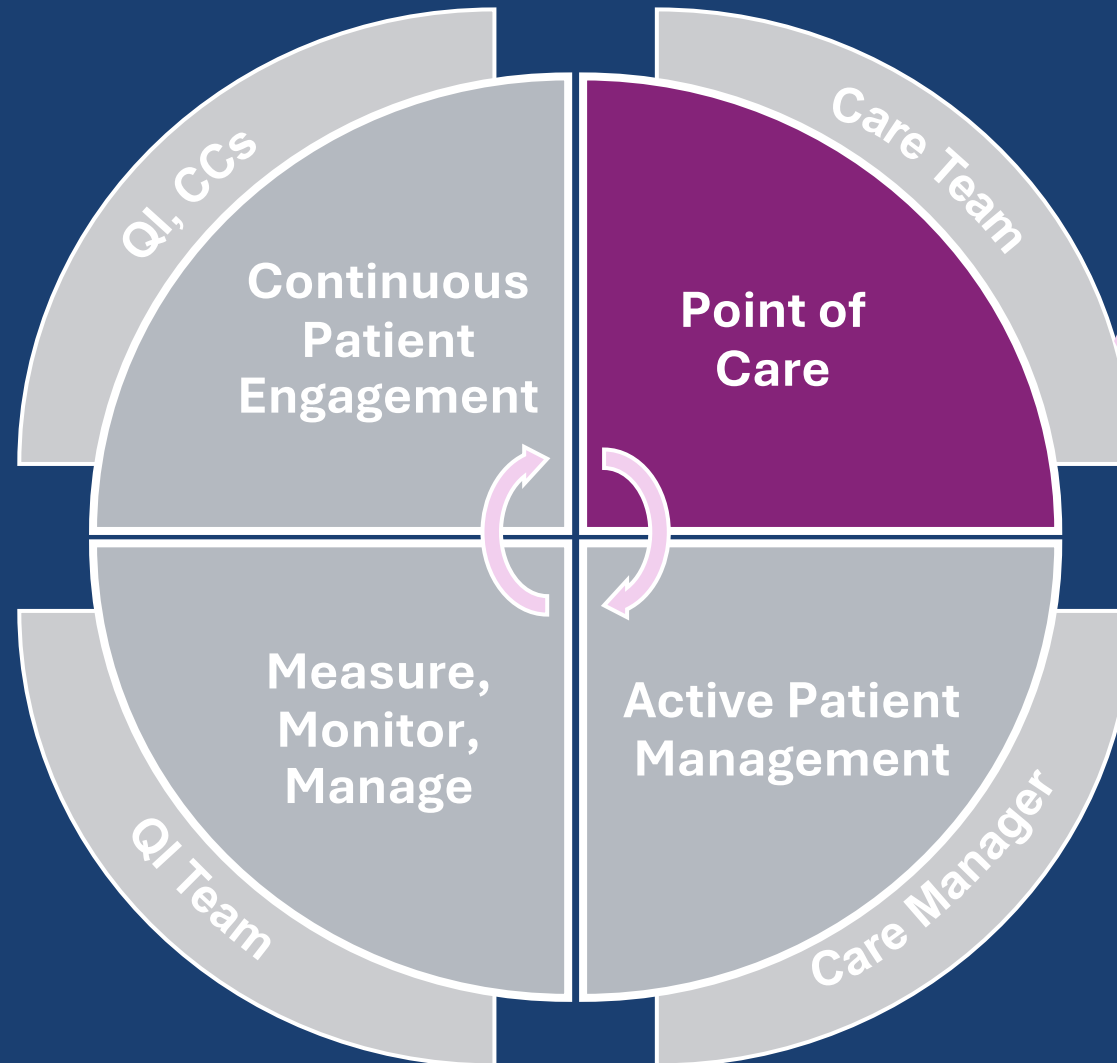 QI, CCs
Care Team
Continuous
Patient
Engagement
Point of
Care
Measure,
Monitor,
Manage
Active Patient
Management
QI Team
Care Manager